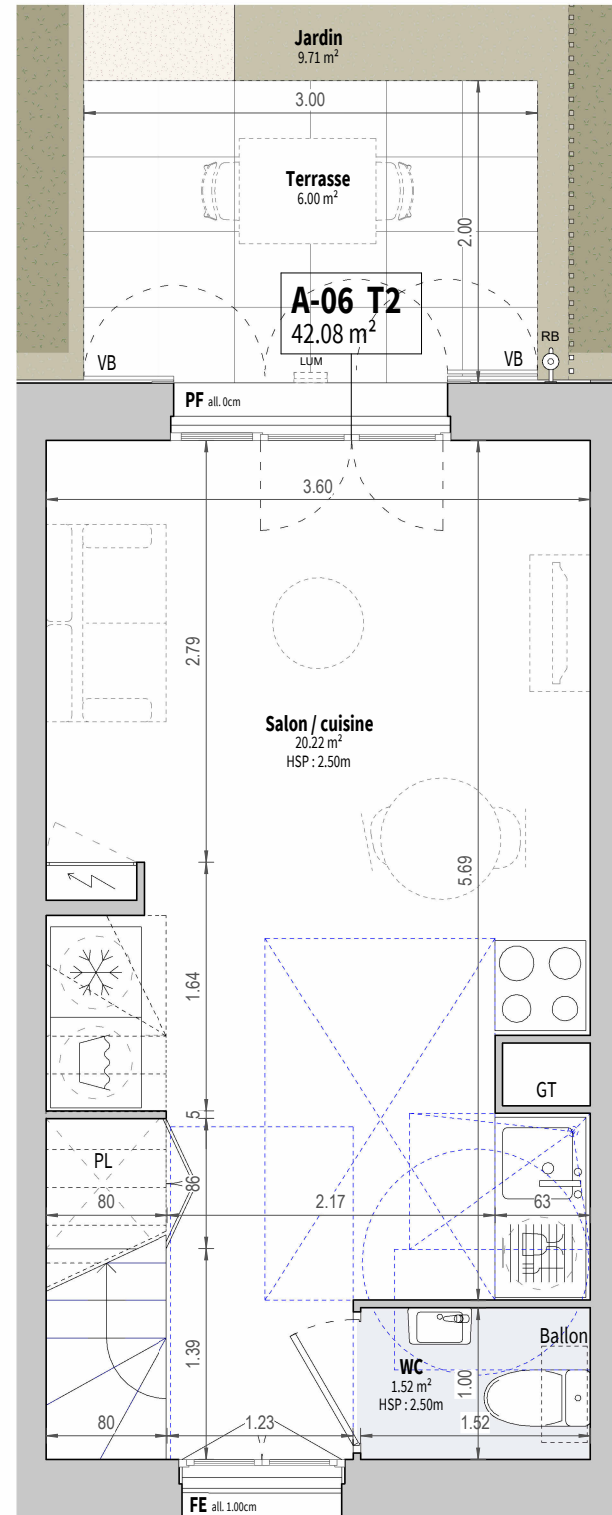 Jardin
9.71 m²
3.00
Terrasse
6.00 m²
2.00
A-06 T2
42.08 m²
RB
VB
LUM
VB
PF all. 0cm
3.60
2.79
Salon / cuisine
20.22 m²
HSP : 2.50m
5.69
1.64
GT
5
PL
86
80
2.17
63
1.39
Ballon
WC
1.52 m²
HSP : 2.50m
1.00
80
1.23
1.52
FE all. 1.00cm